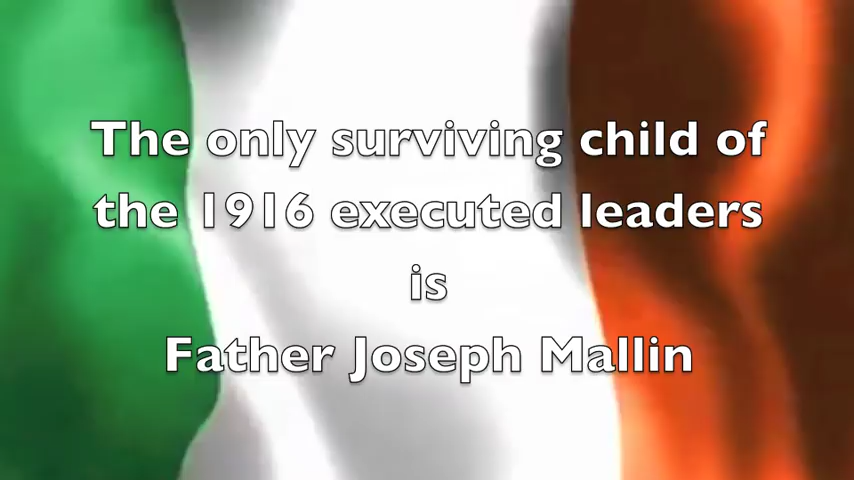 The only surviving child of
the 1916 executed leaders
is
Father Joseph Mallin